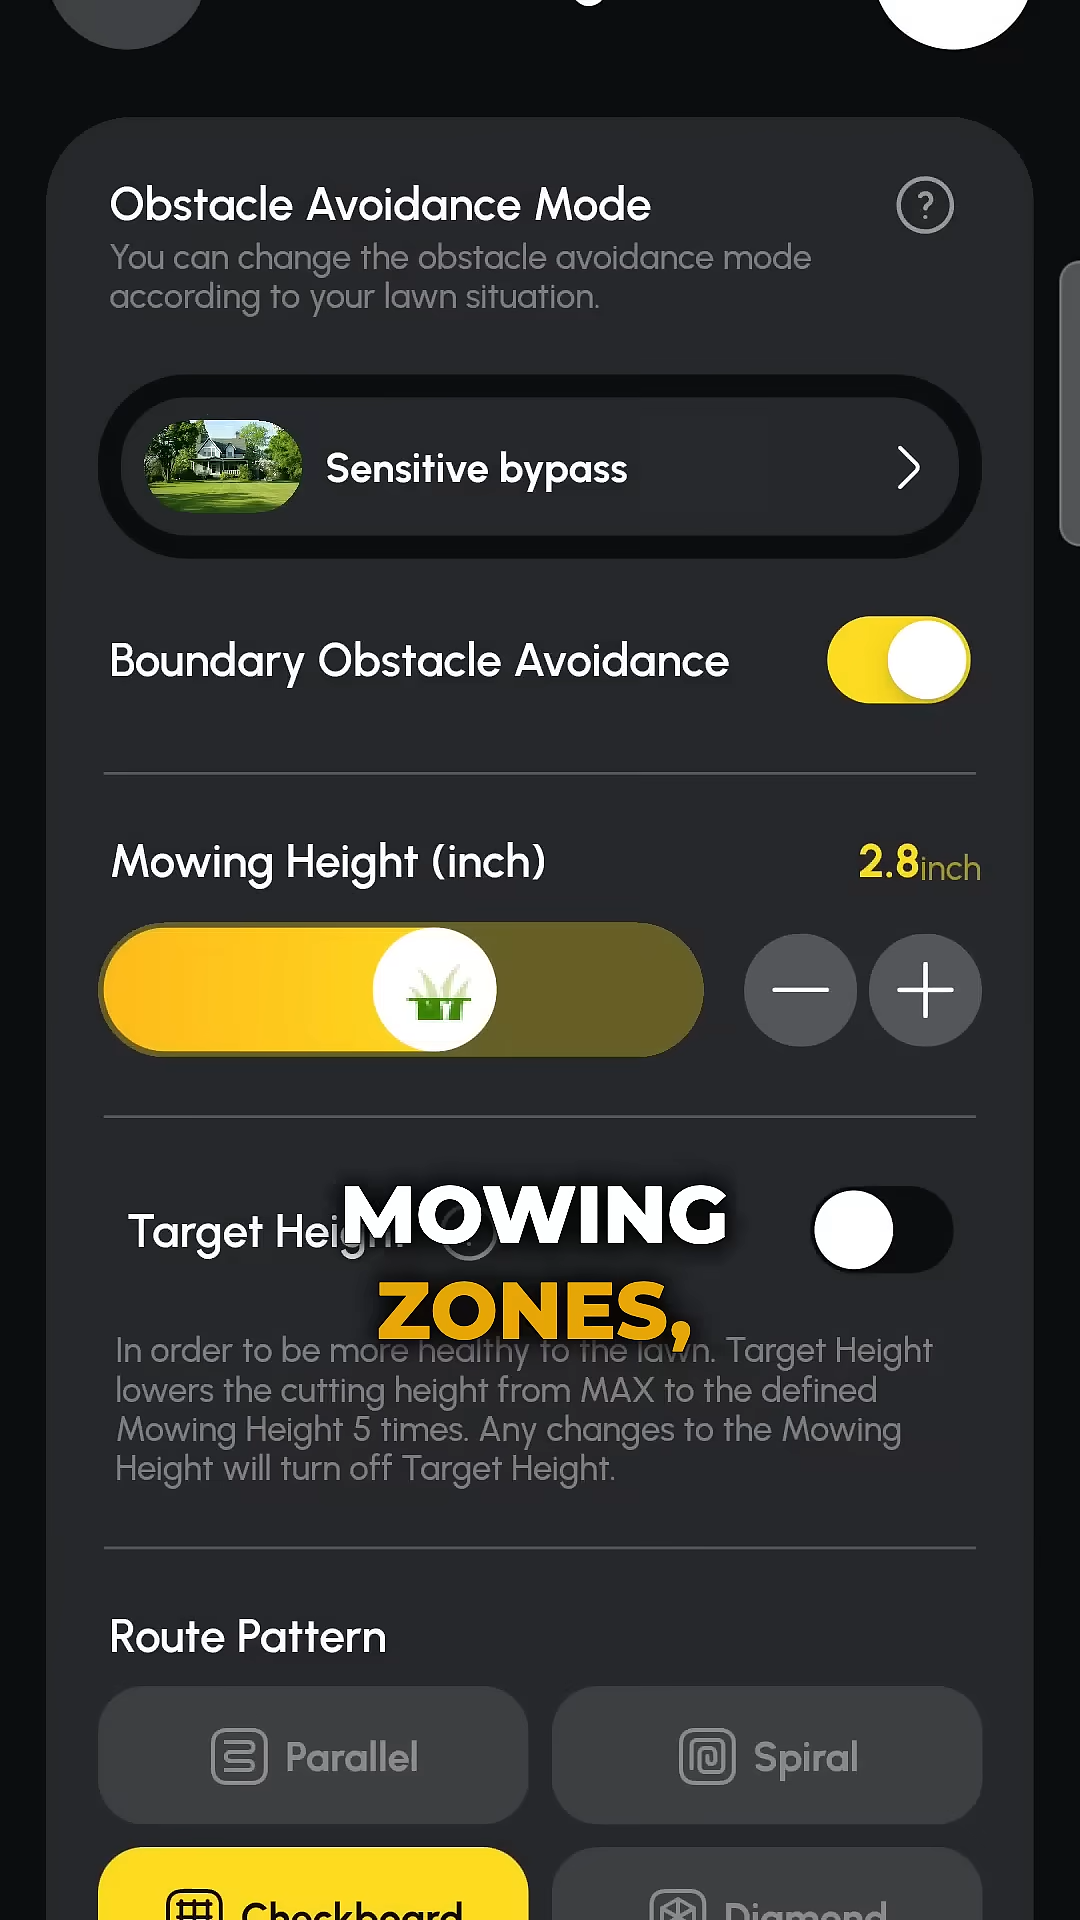 Obstacle Avoidance Mode
?
You can change the obstacle avoidance mode
according to your lawn situation.
Sensitive bypass
Boundary Obstacle Avoidance
Mowing Height (inch)
2.8inch
Target Height
MOWING
ZONES,
In order to be more healthy to the lawn. Target Height
lowers the cutting height from MAX to the defined
Mowing Height 5 times. Any changes to the Mowing
Height will turn off Target Height.
Route Pattern
Parallel
Spiral
Checkboard
Diamond